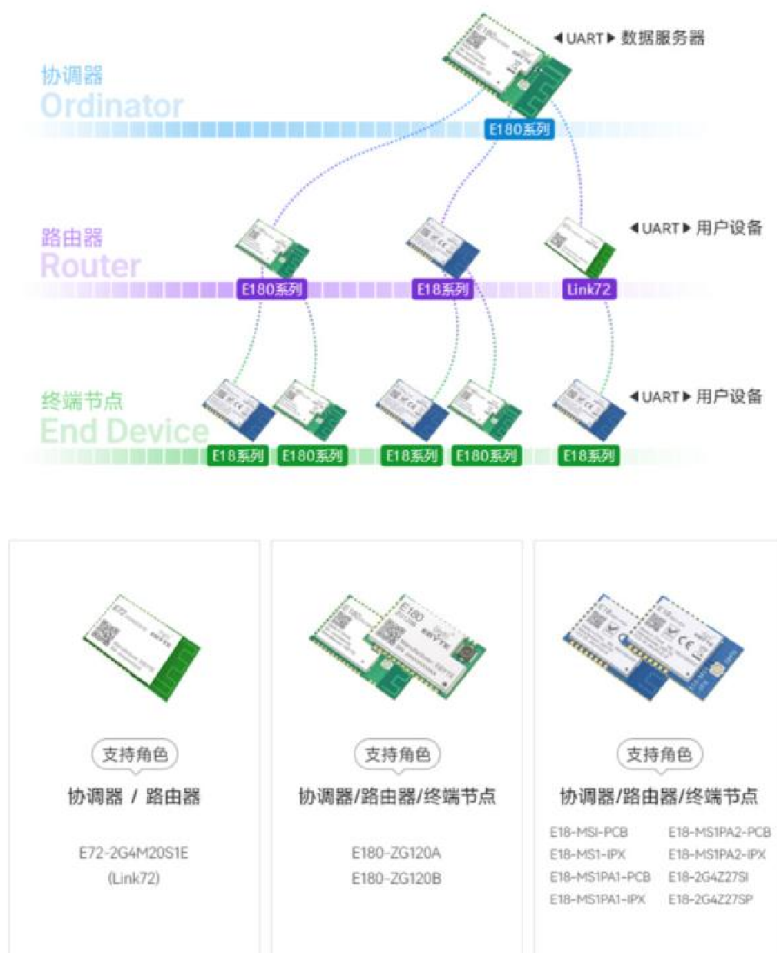 ◀UART▶ 数据服务器
协调器
Ordinator
E180系列
路由器
Router
◀UART▶ 用户设备
E180系列
E18系列
Link72
终端节点
End Device
◀UART▶ 用户设备
E18系列
E180系列
E18系列
E180系列
E18系列
E72
E180
E180
E18
E18
支持角色
协调器 / 路由器
E72-2G4M20S1E
(Link72)
支持角色
协调器/路由器/终端节点
E180-ZG120A
E180-ZG120B
支持角色
协调器/路由器/终端节点
E18-MS1-PCB E18-MS1PA2-PCB
E18-MS1-IPX E18-MS1PA2-IPX
E18-MS1PA1-PCB E18-2G4Z27SI
E18-MS1PA1-IPX E18-2G4Z27SP